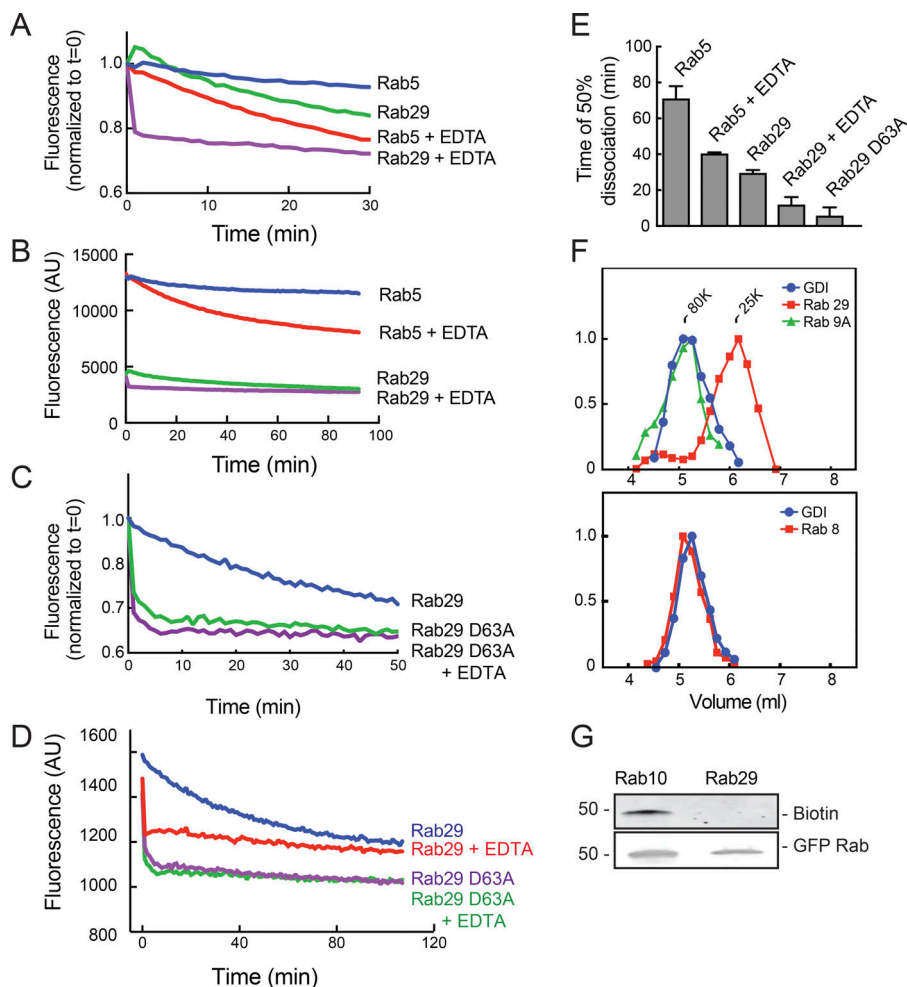 A
Fluorescence
(normalized to t=0)
1.0
0.8
0.6
0
10
20
30
Time (min)
Rab5
Rab29
Rab5 + EDTA
Rab29 + EDTA
B
Fluorescence (AU)
15000
10000
5000
0
0
20
40
60
80
100
Time (min)
Rab5
Rab5 + EDTA
Rab29
Rab29 + EDTA
C
Fluorescence
(normalized to t=0)
1.0
0.8
0.7
0.6
0
10
20
30
40
50
Time (min)
Rab29
Rab29 D63A
Rab29 D63A
+ EDTA
D
Fluorescence (AU)
1600
1400
1200
1000
800
0
40
80
120
Time (min)
Rab29
Rab29 + EDTA
Rab29 D63A
Rab29 D63A
+ EDTA
E
Time of 50%
dissociation (min)
100
80
60
40
20
0
Rab5
Rab5 + EDTA
Rab29
Rab29 + EDTA
Rab29 D63A
F
80K
25K
GDI
Rab 29
Rab 9A
1.0
0.5
0
4
5
6
7
8
GDI
Rab 8
1.0
0.5
0
4
5
6
7
8
Volume (ml)
G
Rab10
Rab29
50 -
- Biotin
50 -
- GFP Rab